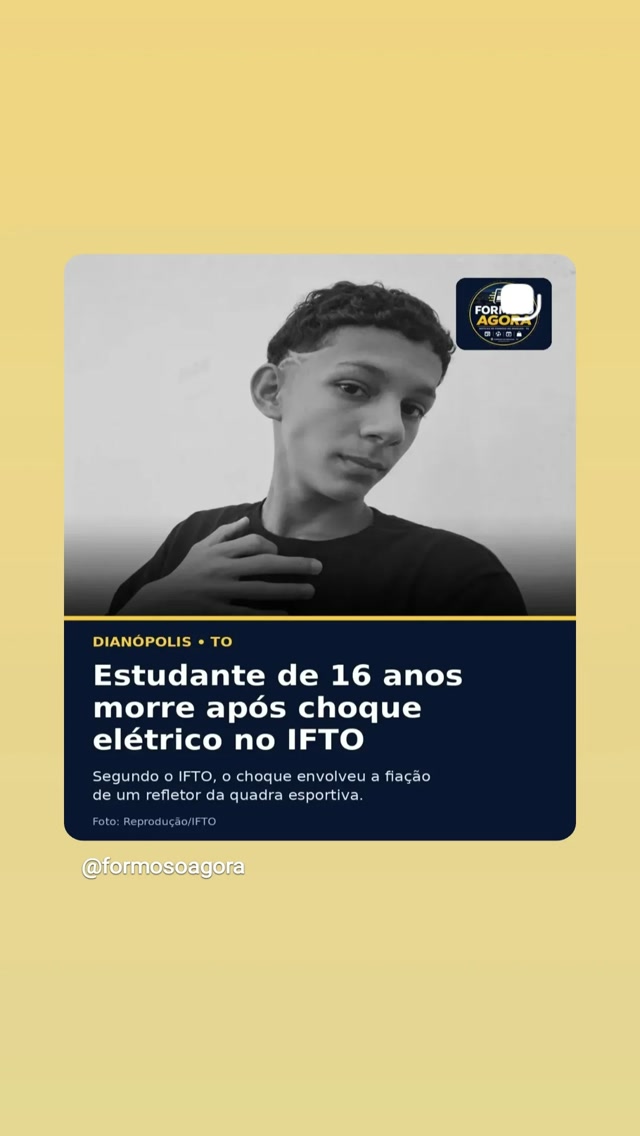 AGORA
DIANÓPOLIS • TO
Estudante de 16 anos
morre após choque
elétrico no IFTO
Segundo o IFTO, o choque envolveu a fiação
de um refletor da quadra esportiva.
Foto: Reprodução/IFTO
@formosoagora